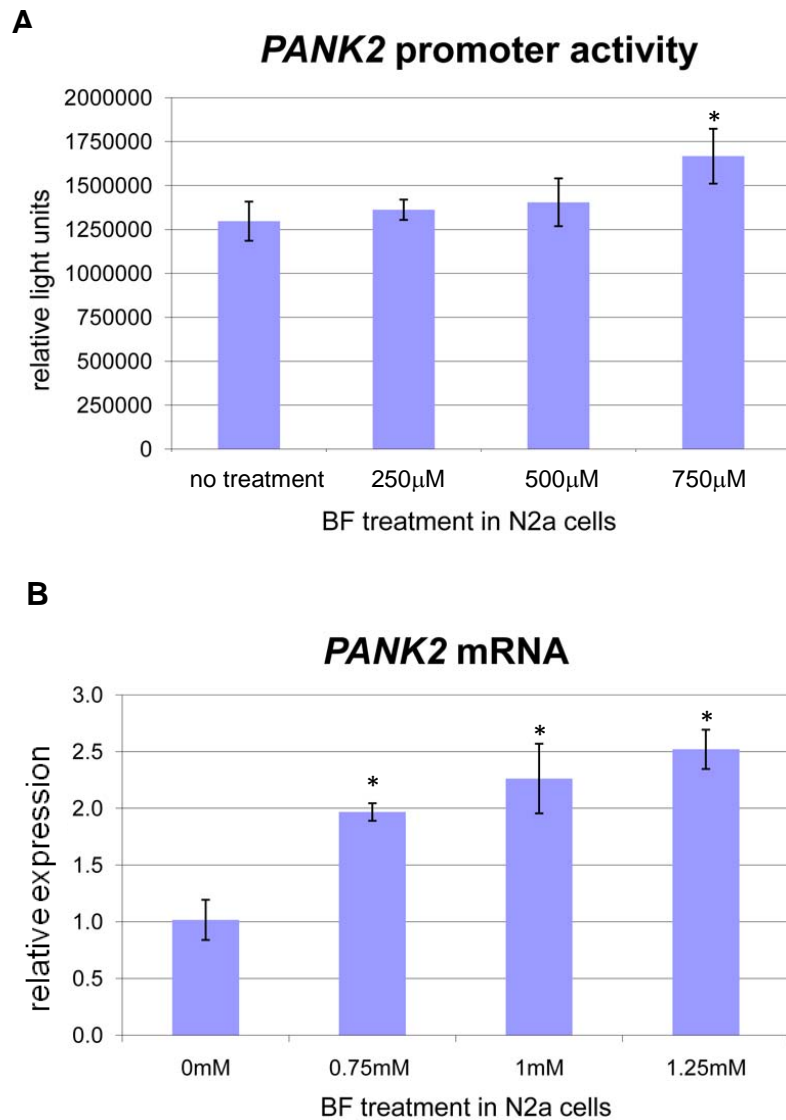 A
PANK2 promoter activity
2000000
1750000
1500000
1250000
1000000
750000
500000
250000
0
relative light units
*
no treatment 250μM 500μM 750μM
BF treatment in N2a cells
B
PANK2 mRNA
3.0
2.5
2.0
1.5
1.0
0.5
0.0
relative expression
* * *
0mM 0.75mM 1mM 1.25mM
BF treatment in N2a cells